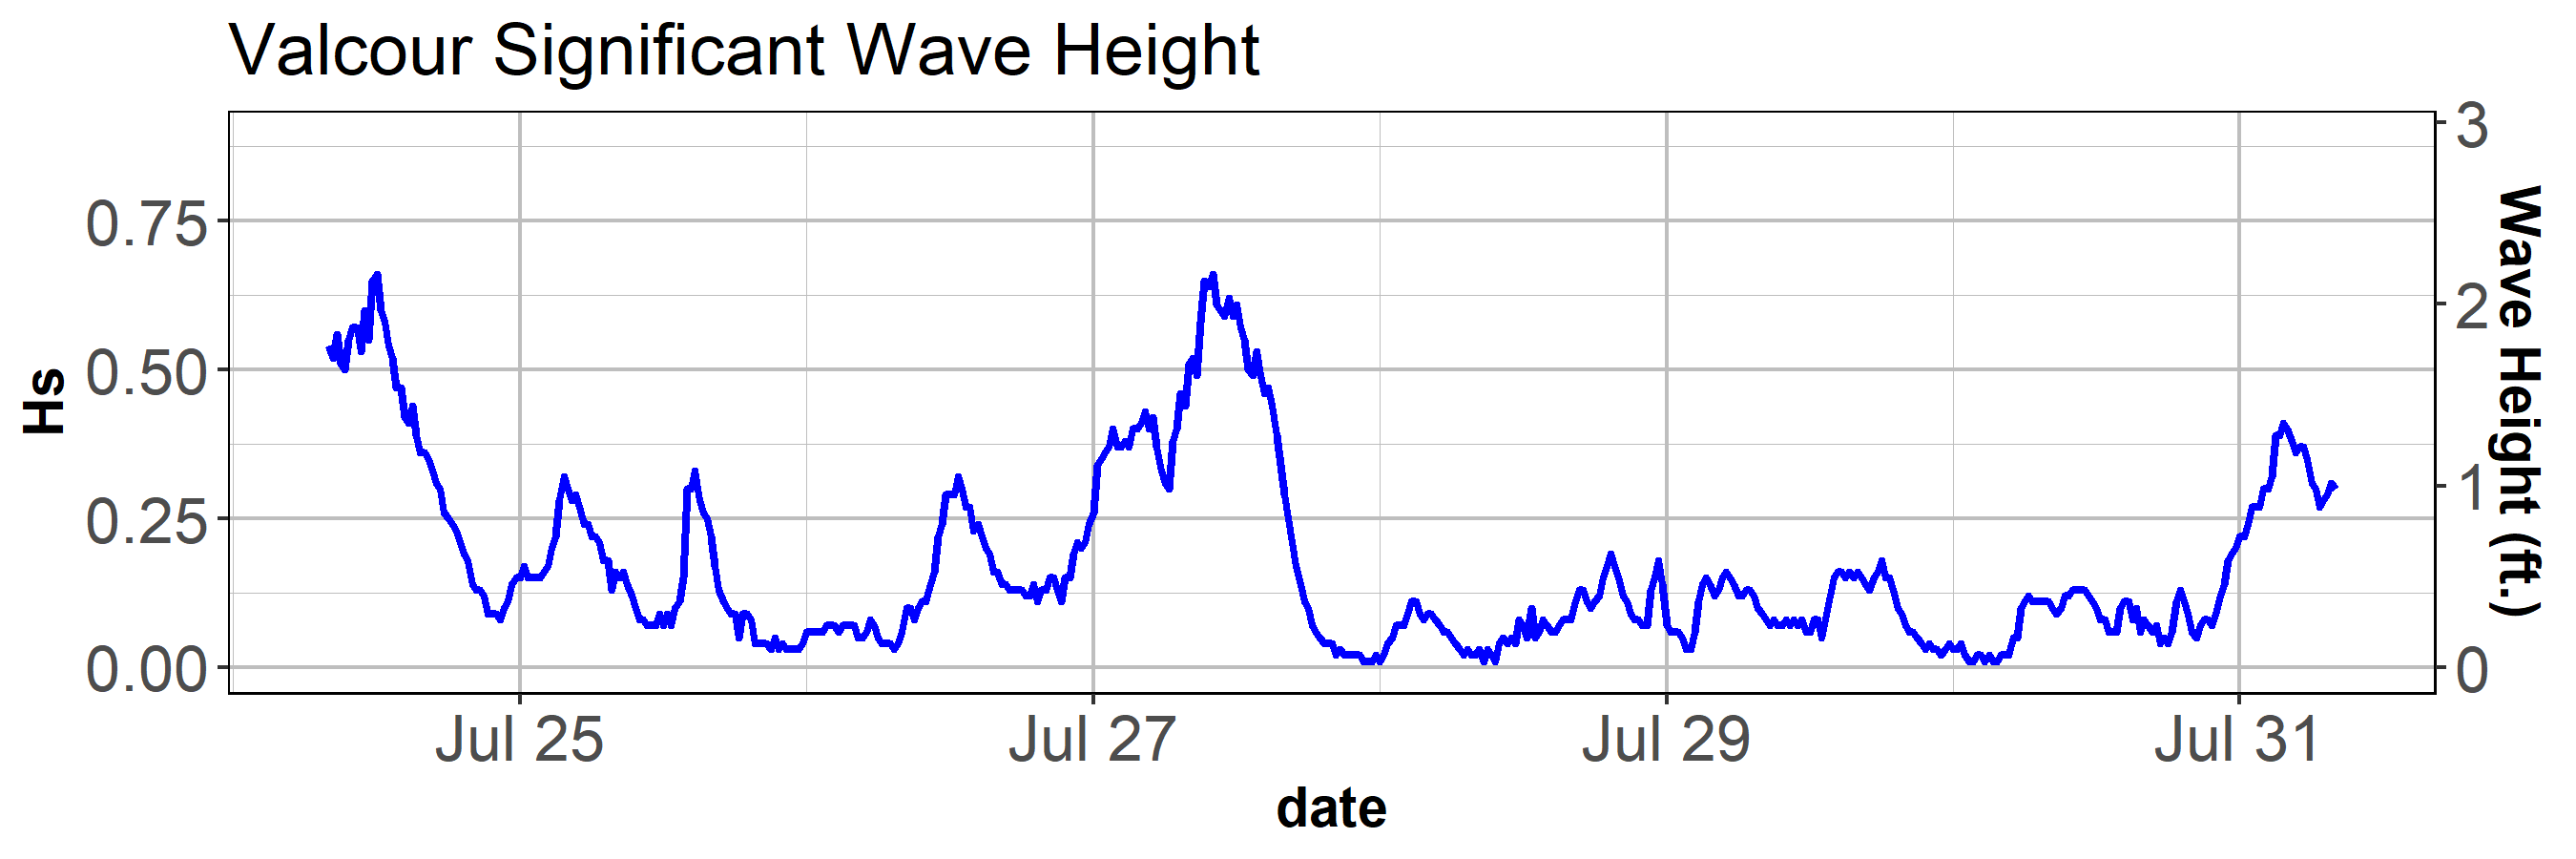 Valcour Significant Wave Height
Hs
0.75
0.50
0.25
0.00
3
2
1
0
Wave Height (ft.)
Jul 25
Jul 27
Jul 29
Jul 31
date